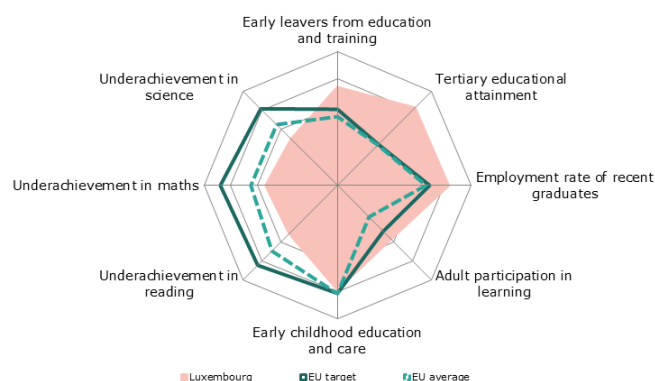 Early leavers from education
and training
Underachievement in
science
Tertiary educational
attainment
Underachievement in maths
Employment rate of recent
graduates
Underachievement in
reading
Adult participation in
learning
Early childhood education
and care
Luxembourg
EU target
EU average